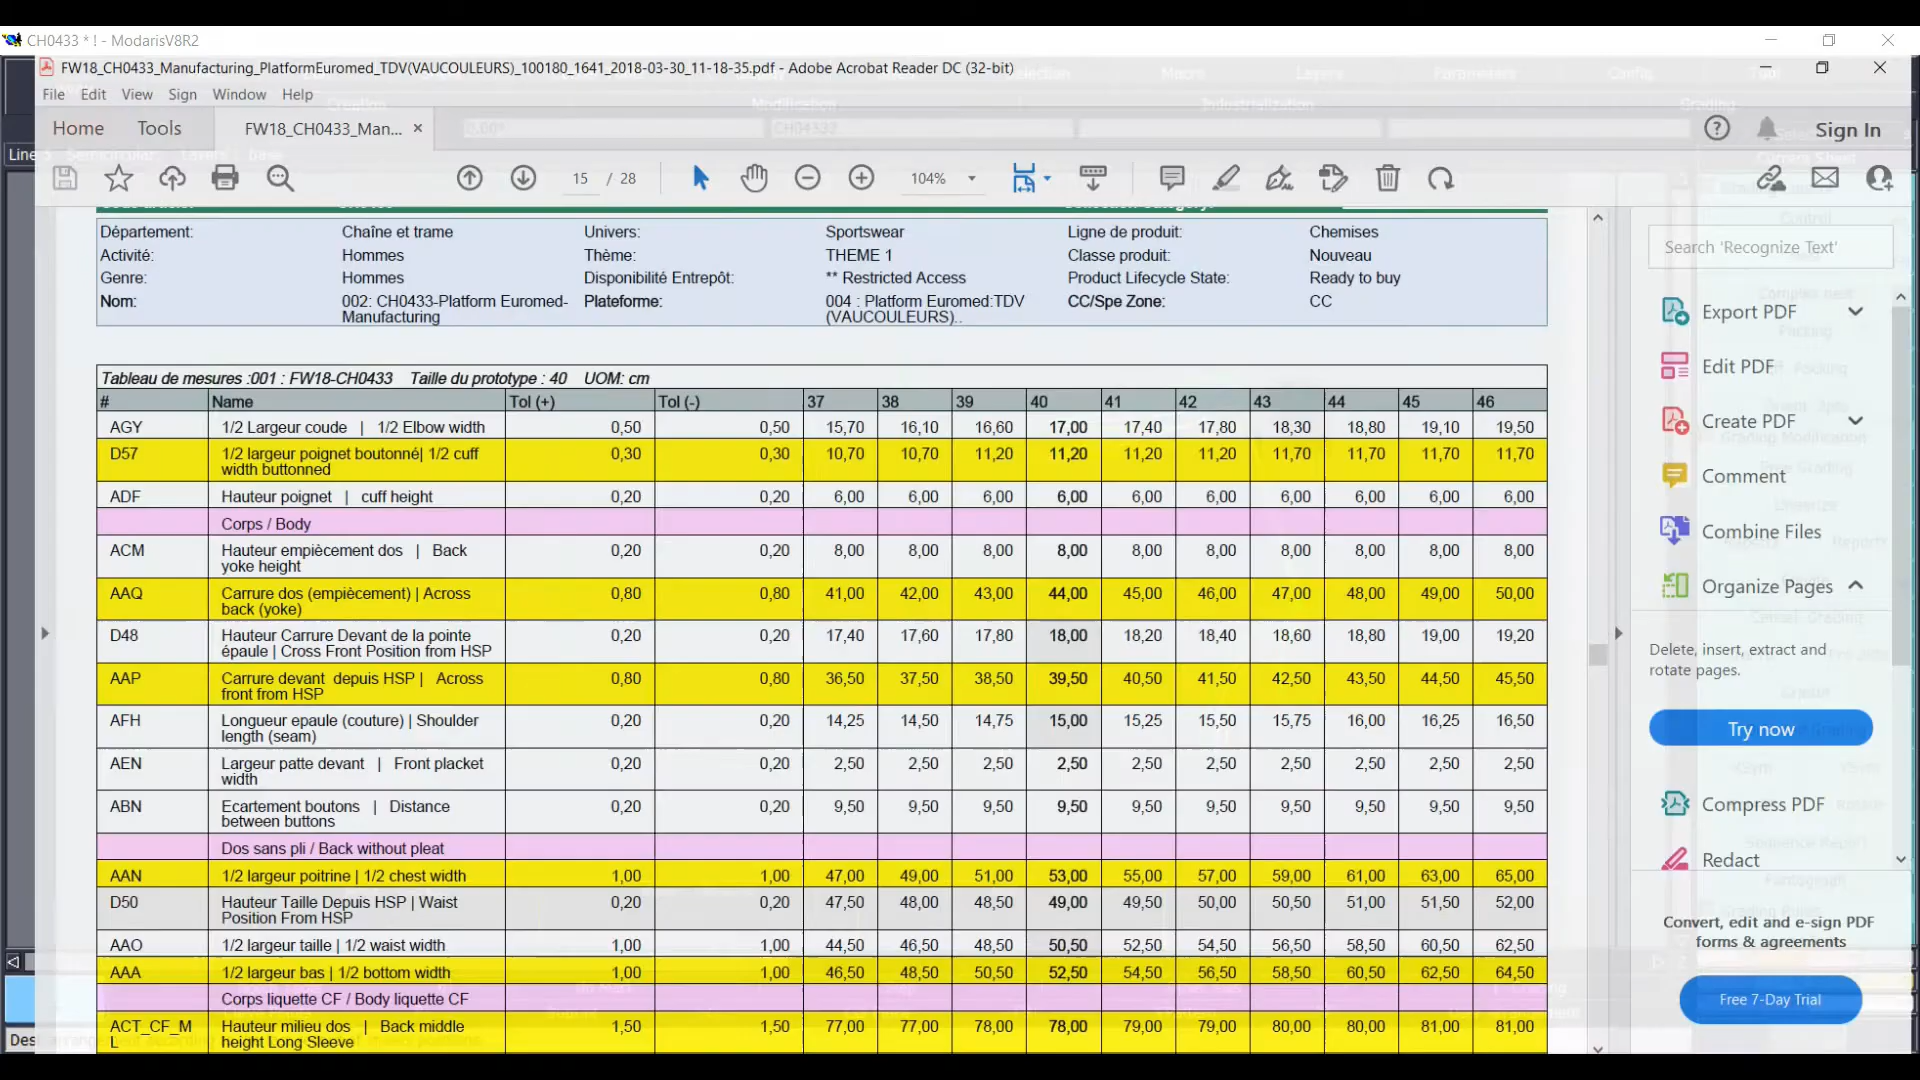 CH0433 * ! - ModarisV8R2
FW18_CH0433_Manufacturing_PlatformEuromed_TDV(VAUCOULEURS)_100180_1641_2018-03-30_11-18-35.pdf - Adobe Acrobat Reader DC (32-bit)
File Edit View Sign Window Help
Home Tools FW18_CH0433_Man... × Sign In
15 / 28 104%
Département: Chaîne et trame Univers: Sportswear Ligne de produit: Chemises
Activité: Hommes Thème: THEME 1 Classe produit: Nouveau
Genre: Hommes Disponibilité Entrepôt: ** Restricted Access Product Lifecycle State: Ready to buy
Nom: 002: CH0433-Platform Euromed- Plateforme: 004 : Platform Euromed:TDV CC/Spe Zone: CC
Manufacturing (VAUCOULEURS)..
Tableau de mesures :001 : FW18-CH0433 Taille du prototype : 40 UOM: cm
# Name Tol (+) Tol (-) 37 38 39 40 41 42 43 44 45 46
AGY 1/2 Largeur coude | 1/2 Elbow width 0,50 0,50 15,70 16,10 16,60 17,00 17,40 17,80 18,30 18,80 19,10 19,50
D57 1/2 largeur poignet boutonné| 1/2 cuff 0,30 0,30 10,70 10,70 11,20 11,20 11,20 11,20 11,70 11,70 11,70 11,70
width buttonned
ADF Hauteur poignet | cuff height 0,20 0,20 6,00 6,00 6,00 6,00 6,00 6,00 6,00 6,00 6,00 6,00
Corps / Body
ACM Hauteur empiècement dos | Back 0,20 0,20 8,00 8,00 8,00 8,00 8,00 8,00 8,00 8,00 8,00 8,00
yoke height
AAQ Carrure dos (empiècement) | Across 0,80 0,80 41,00 42,00 43,00 44,00 45,00 46,00 47,00 48,00 49,00 50,00
back (yoke)
D48 Hauteur Carrure Devant de la pointe 0,20 0,20 17,40 17,60 17,80 18,00 18,20 18,40 18,60 18,80 19,00 19,20
épaule | Cross Front Position from HSP
AAP Carrure devant depuis HSP | Across 0,80 0,80 36,50 37,50 38,50 39,50 40,50 41,50 42,50 43,50 44,50 45,50
front from HSP
AFH Longueur epaule (couture) | Shoulder 0,20 0,20 14,25 14,50 14,75 15,00 15,25 15,50 15,75 16,00 16,25 16,50
length (seam)
AEN Largeur patte devant | Front placket 0,20 0,20 2,50 2,50 2,50 2,50 2,50 2,50 2,50 2,50 2,50 2,50
width
ABN Ecartement boutons | Distance 0,20 0,20 9,50 9,50 9,50 9,50 9,50 9,50 9,50 9,50 9,50 9,50
between buttons
Dos sans pli / Back without pleat
AAN 1/2 largeur poitrine | 1/2 chest width 1,00 1,00 47,00 49,00 51,00 53,00 55,00 57,00 59,00 61,00 63,00 65,00
D50 Hauteur Taille Depuis HSP | Waist 0,20 0,20 47,50 48,00 48,50 49,00 49,50 50,00 50,50 51,00 51,50 52,00
Position From HSP
AAO 1/2 largeur taille | 1/2 waist width 1,00 1,00 44,50 46,50 48,50 50,50 52,50 54,50 56,50 58,50 60,50 62,50
AAA 1/2 largeur bas | 1/2 bottom width 1,00 1,00 46,50 48,50 50,50 52,50 54,50 56,50 58,50 60,50 62,50 64,50
Corps liquette CF / Body liquette CF
ACT_CF_M Hauteur milieu dos | Back middle 1,50 1,50 77,00 77,00 78,00 78,00 79,00 79,00 80,00 80,00 81,00 81,00
L height Long Sleeve
Search 'Recognize Text'
Export PDF
Edit PDF
Create PDF
Comment
Combine Files
Organize Pages
Delete, insert, extract and
rotate pages.
Try now
Compress PDF
Redact
Convert, edit and e-sign PDF
forms & agreements
Free 7-Day Trial